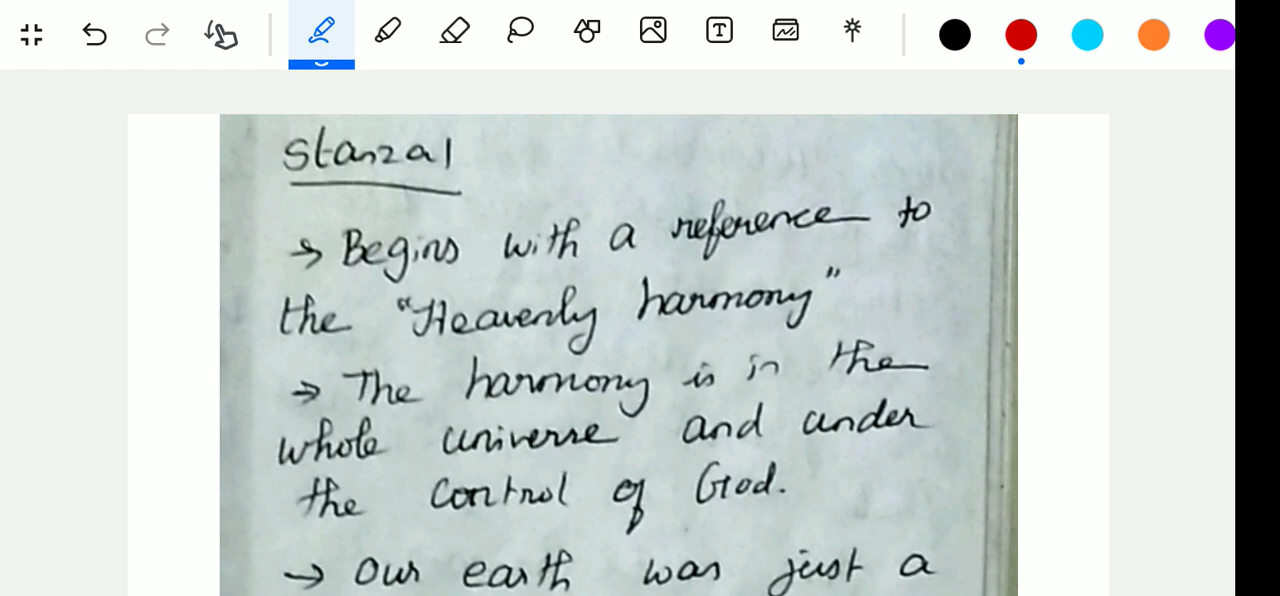 Stanza 1
→ Begins with a reference to
the "Heavenly harmony"
→ The harmony is in the
whole universe and under
the control of God.
→ Our earth was just a